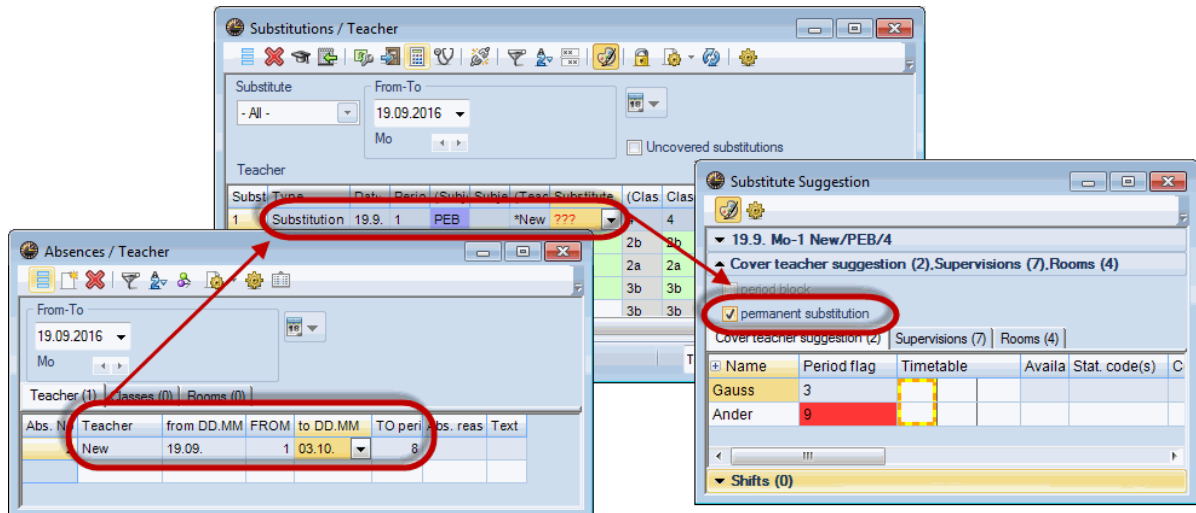 Substitutions / Teacher
Substitute
From-To
- All -
19.09.2016
18
Mo
Uncovered substitutions
Teacher
Subst Type Date Perio (Subj Subje (Teac Substitute (Clas Clas
1 Substitution 19.9. 1 PEB *New ??? 4
2b 2b
2a 2a
3b 3b
3b 3b
Absences / Teacher
From-To
19.09.2016
18
Mo
Teacher (1) Classes (0) Rooms (0)
Abs. No Teacher from DD.MM FROM to DD.MM TO peri Abs. reas Text
New 19.09. 1 03.10. 8
Substitute Suggestion
19.9. Mo-1 New/PEB/4
Cover teacher suggestion (2),Supervisions (7),Rooms (4)
period block
permanent substitution
Cover teacher suggestion (2) Supervisions (7) Rooms (4)
Name Period flag Timetable Availa Stat. code(s) C
Gauss 3
Ander 9
Shifts (0)